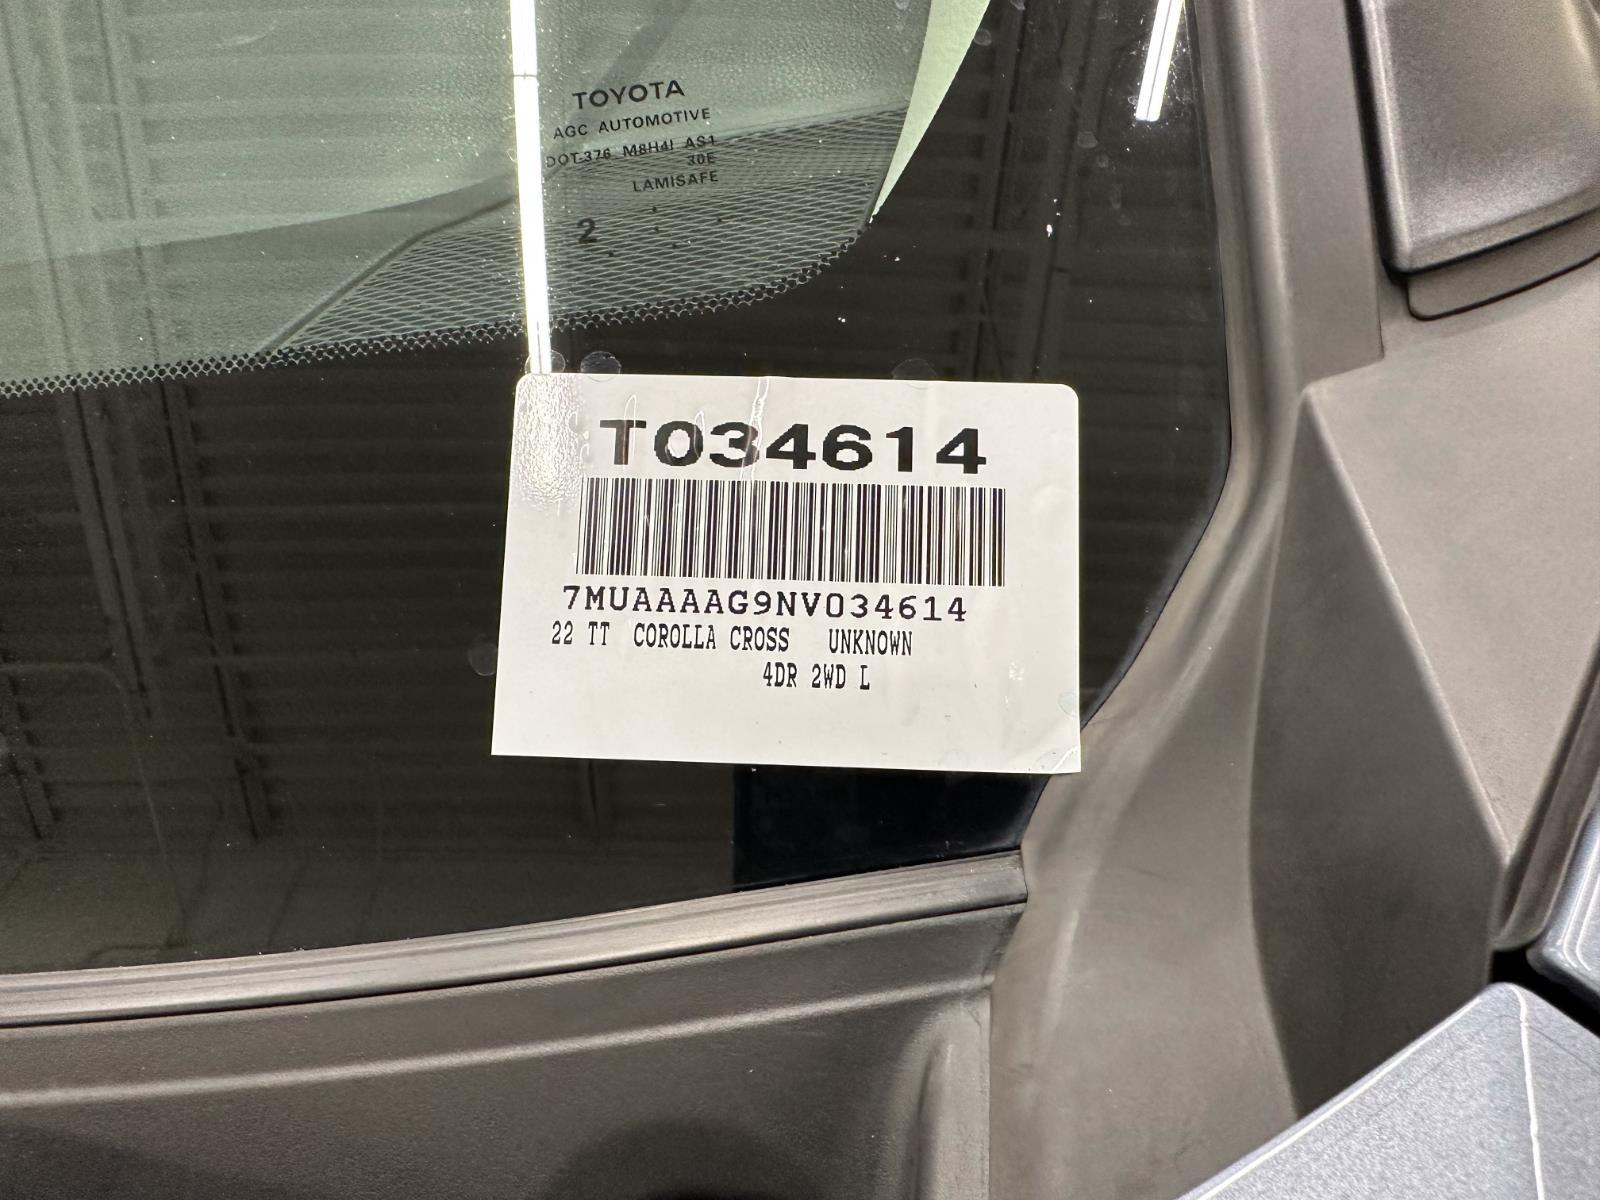 TOYOTA
AGC AUTOMOTIVE
DOT-376 M8H4I AS1
30E
LAMISAFE
2
T034614
7MUAAAAG9NV034614
22 TT COROLLA CROSS UNKNOWN
4DR 2WD L